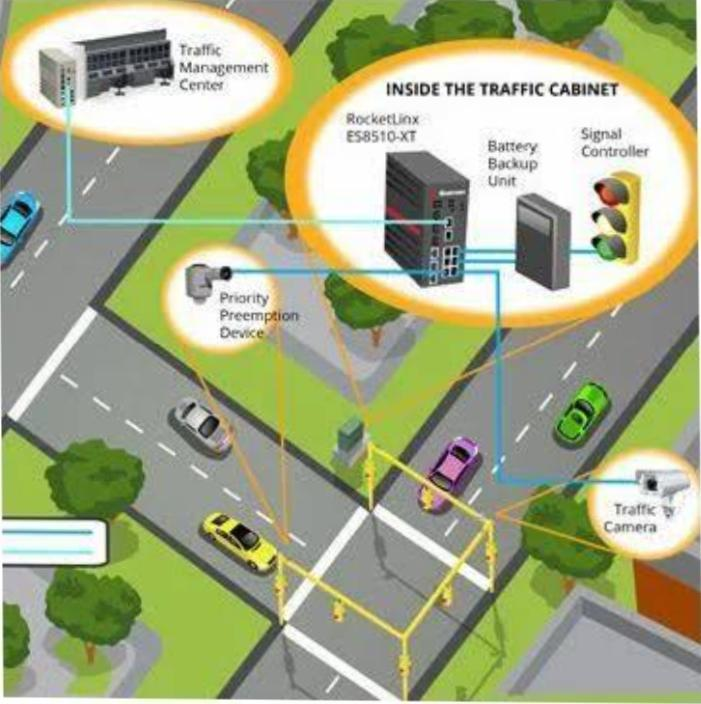 Traffic
Management
Center
INSIDE THE TRAFFIC CABINET
RocketLinx
ES8510-XT
Battery
Backup
Unit
Signal
Controller
Priority
Preemption
Device
Traffic
Camera